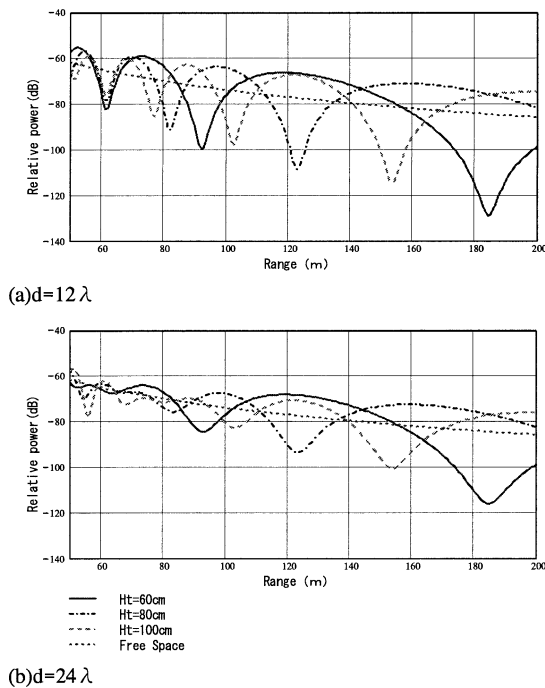 -40
-60
-80
-100
-120
-140
Relative power(dB)
60 80 100 120 140 160 180 200
Range (m)
(a)d=12λ
-40
-60
-80
-100
-120
-140
Relative power (dB)
60 80 100 120 140 160 180 200
Range (m)
Ht=60cm
Ht=80cm
Ht=100cm
Free Space
(b)d=24λ